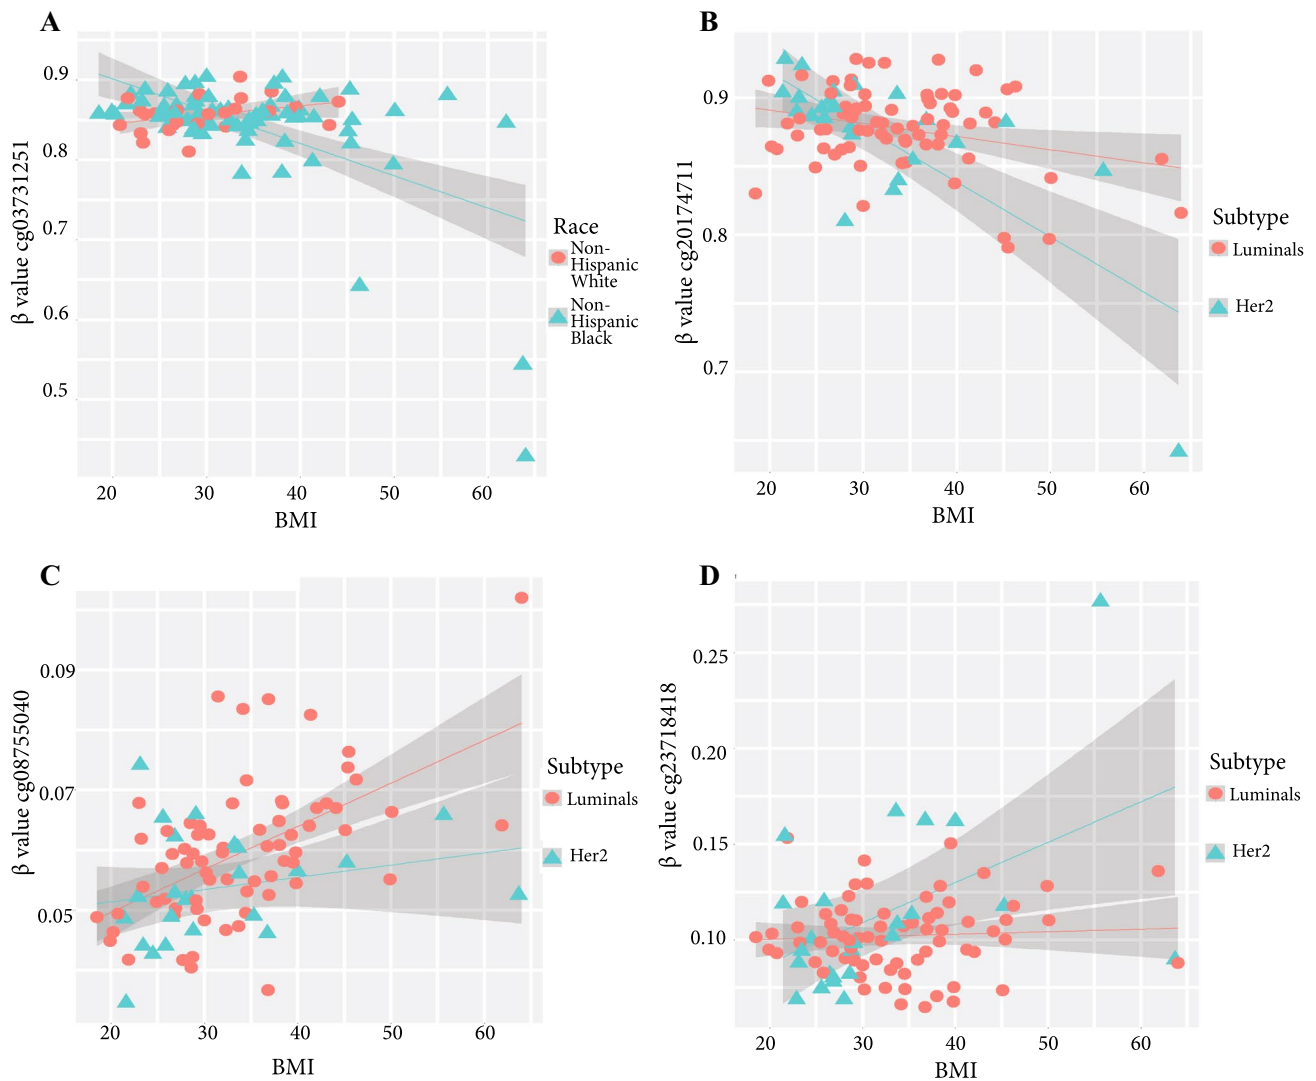 A
0.9
0.8
0.7
0.6
0.5
β value cg03731251
20 30 40 50 60
BMI
Race
Non-
Hispanic
White
Non-
Hispanic
Black
B
0.9
0.8
0.7
β value cg20174711
20 30 40 50 60
BMI
Subtype
Luminals
Her2
C
0.09
0.07
0.05
β value cg08755040
20 30 40 50 60
BMI
Subtype
Luminals
Her2
D
0.25
0.20
0.15
0.10
β value cg23718418
20 30 40 50 60
BMI
Subtype
Luminals
Her2